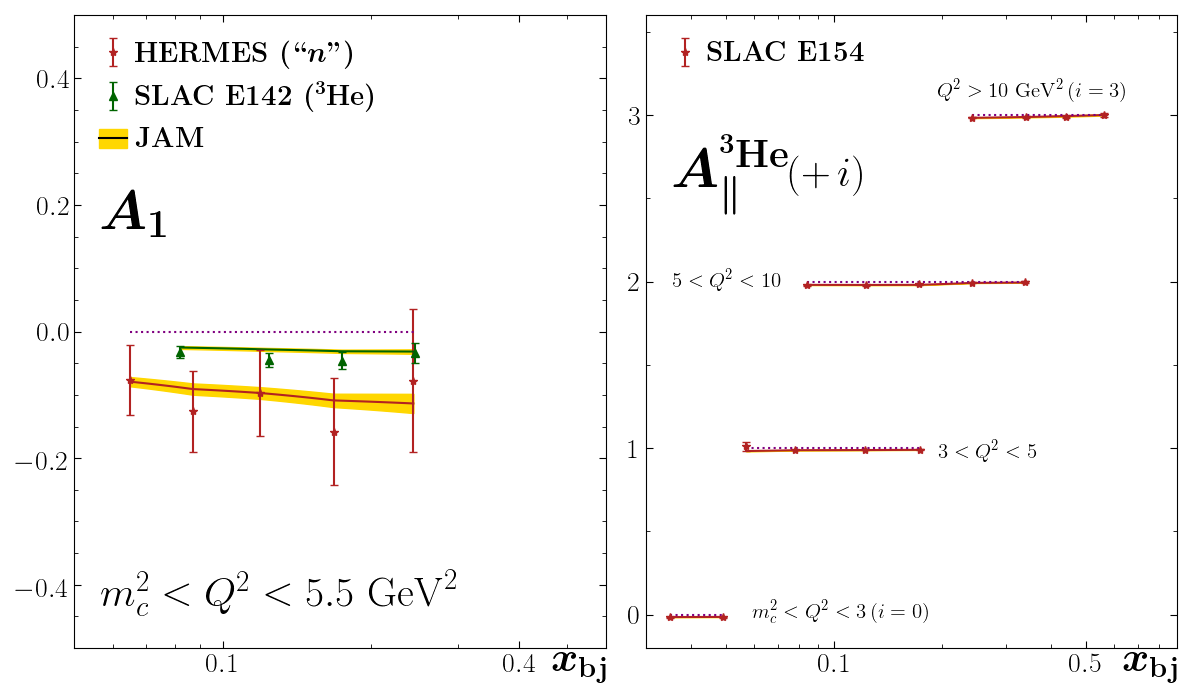 HERMES (“n”)
SLAC E142 (³He)
JAM
A₁
m_c² < Q² < 5.5 GeV²
0.4
0.2
0.0
−0.2
−0.4
0.1
0.4
x_bj
SLAC E154
Q² > 10 GeV² (i = 3)
A_∥^³He (+ i)
5 < Q² < 10
3 < Q² < 5
m_c² < Q² < 3 (i = 0)
3
2
1
0
0.1
0.5
x_bj